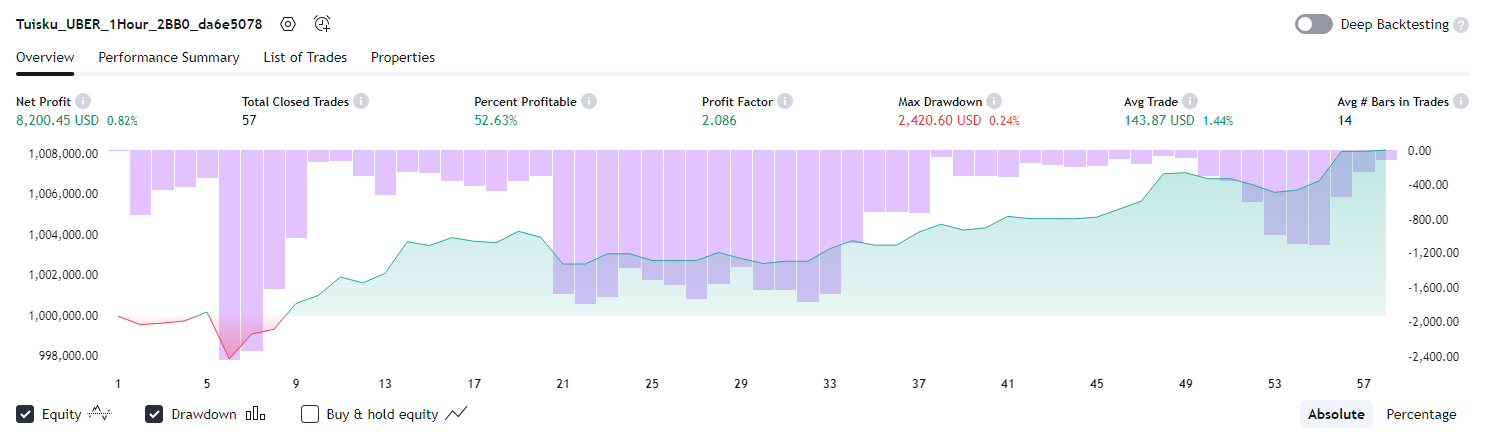 Tuisku_UBER_1Hour_2BB0_da6e5078 Deep Backtesting ?
Overview Performance Summary List of Trades Properties
Net Profit i Total Closed Trades i Percent Profitable i Profit Factor i Max Drawdown i Avg Trade i Avg # Bars in Trades i
8,200.45 USD 0.82% 57 52.63% 2.086 2,420.60 USD 0.24% 143.87 USD 1.44% 14
1,008,000.00 0.00
1,006,000.00 -400.00
1,004,000.00 -800.00
1,002,000.00 -1,200.00
1,000,000.00 -1,600.00
998,000.00 -2,000.00
-2,400.00
1 5 9 13 17 21 25 29 33 37 41 45 49 53 57
Equity Drawdown Buy & hold equity Absolute Percentage